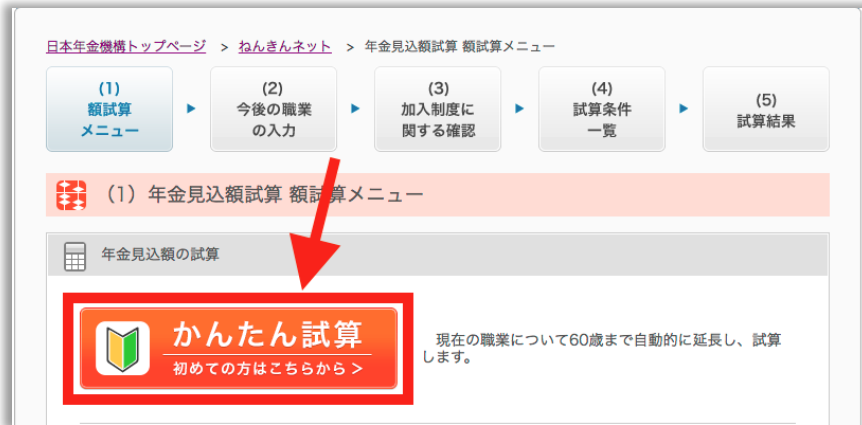 日本年金機構トップページ > ねんきんネット > 年金見込額試算 額試算メニュー
(1)
額試算
メニュー
(2)
今後の職業
の入力
(3)
加入制度に
関する確認
(4)
試算条件
一覧
(5)
試算結果
(1) 年金見込額試算 額試算メニュー
年金見込額の試算
かんたん試算
初めての方はこちらから >
現在の職業について60歳まで自動的に延長し、試算
します。